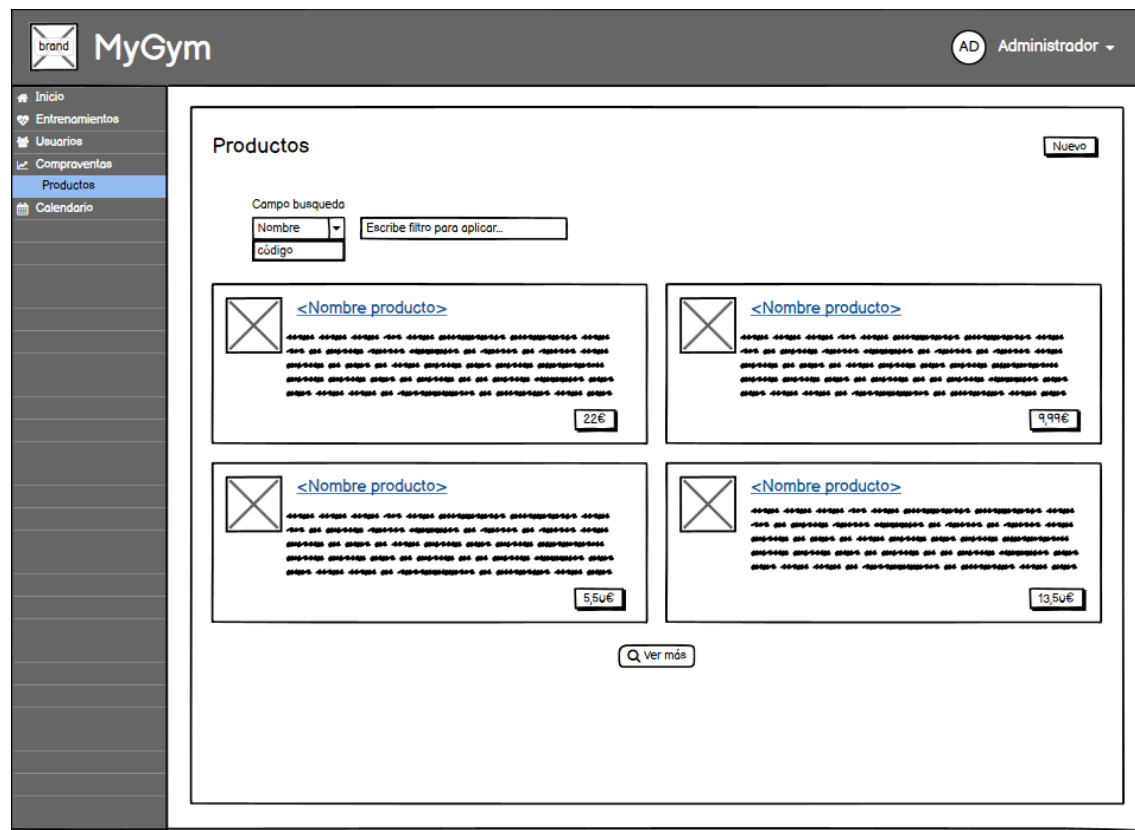 brand MyGym
AD Administrador
Inicio
Entrenamientos
Usuarios
Compraventas
Productos
Calendario
Productos
Nuevo
Campo busqueda
Nombre
Escribe filtro para aplicar...
código
<Nombre producto>
22€
<Nombre producto>
9,99€
<Nombre producto>
5,50€
<Nombre producto>
13,50€
Ver más